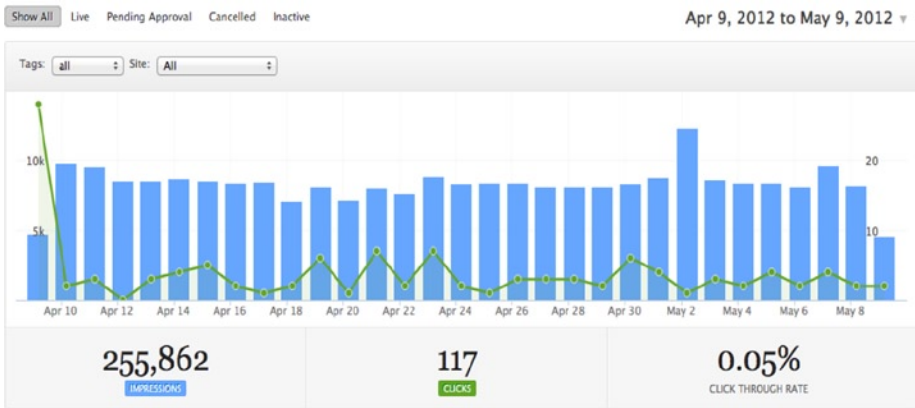 Show All Live Pending Approval Cancelled Inactive Apr 9, 2012 to May 9, 2012
Tags: all Site: All
10k 20
5k 10
Apr 10 Apr 12 Apr 14 Apr 16 Apr 18 Apr 20 Apr 22 Apr 24 Apr 26 Apr 28 Apr 30 May 2 May 4 May 6 May 8
255,862 117 0.05%
IMPRESSIONS CLICKS CLICK THROUGH RATE